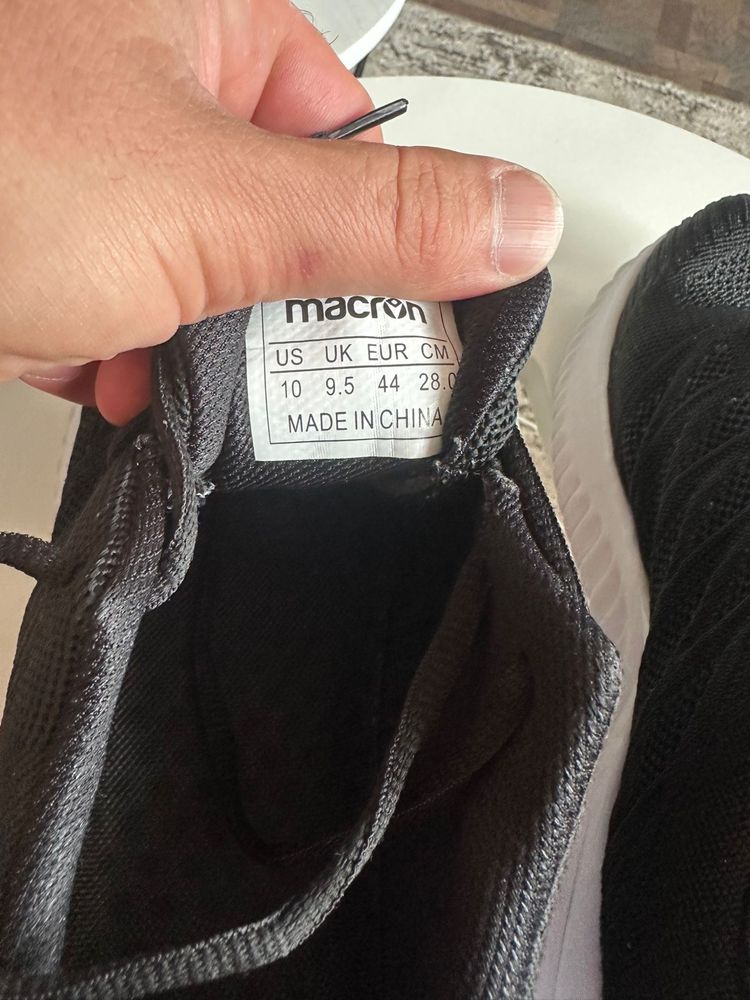 macron
US UK EUR CM
10 9.5 44 28.0
MADE IN CHINA